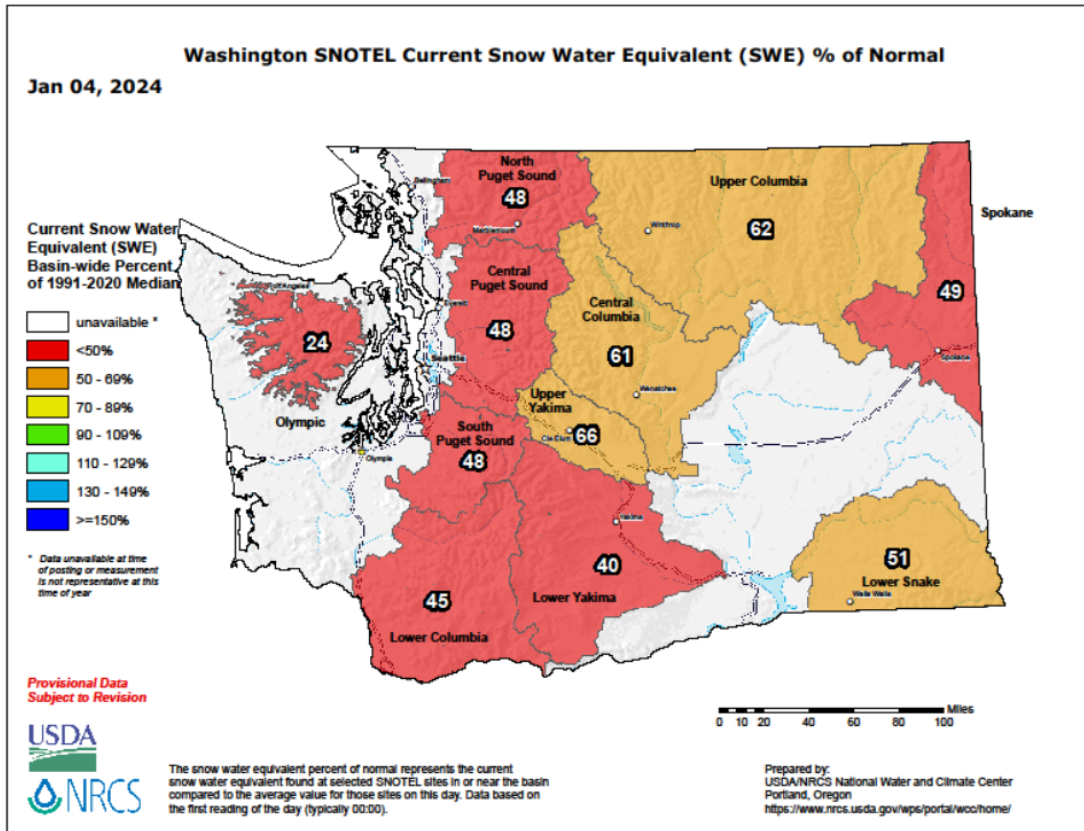 Washington SNOTEL Current Snow Water Equivalent (SWE) % of Normal
Jan 04, 2024
North
Puget Sound
48
Bellingham
Marblemount
Upper Columbia
62
Winthrop
Spokane
49
Spokane
Current Snow Water
Equivalent (SWE)
Basin-wide Percent
of 1991-2020 Median
unavailable *
<50%
50 - 69%
70 - 89%
90 - 109%
110 - 129%
130 - 149%
>=150%
* Data unavailable at time
of posting or measurement
is not representative at this
time of year
Port Angeles
24
Olympic
Central
Puget Sound
48
Everett
Seattle
Central
Columbia
61
Wenatchee
Upper
Yakima
66
Cle Elum
South
Puget Sound
48
Olympia
Yakima
40
Lower Yakima
45
Lower Columbia
51
Lower Snake
Walla Walla
Provisional Data
Subject to Revision
Miles
0 10 20 40 60 80 100
USDA
NRCS
The snow water equivalent percent of normal represents the current
snow water equivalent found at selected SNOTEL sites in or near the basin
compared to the average value for those sites on this day. Data based on
the first reading of the day (typically 00:00).
Prepared by:
USDA/NRCS National Water and Climate Center
Portland, Oregon
https://www.nrcs.usda.gov/wps/portal/wcc/home/